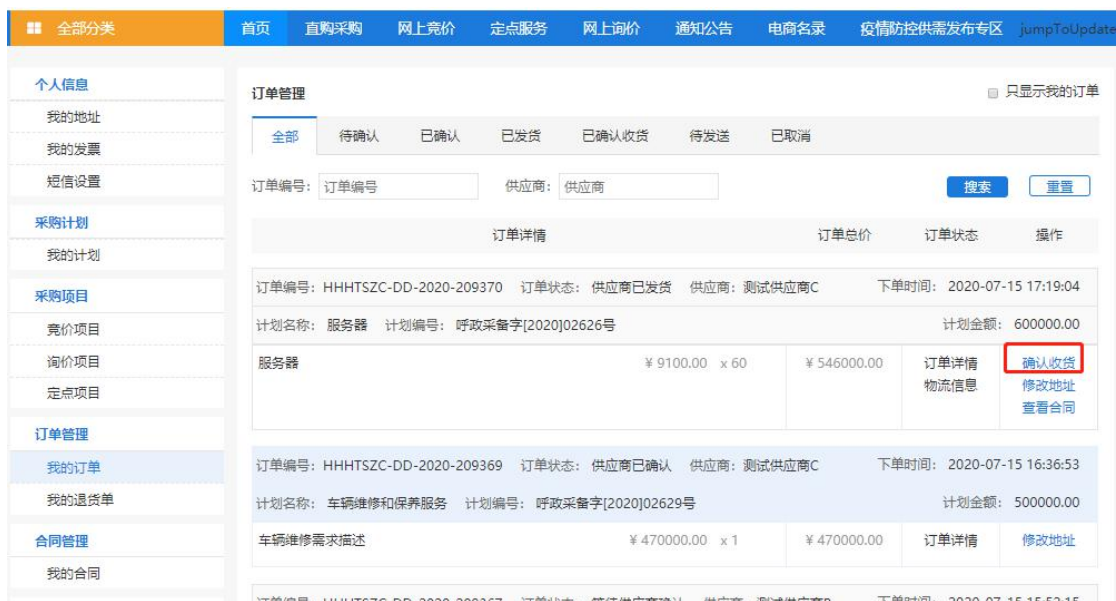 全部分类 首页 直购采购 网上竞价 定点服务 网上询价 通知公告 电商名录 疫情防控供需发布专区 jumpToUpdate
个人信息
我的地址
我的发票
短信设置
采购计划
我的计划
采购项目
竞价项目
询价项目
定点项目
订单管理
我的订单
我的退货单
合同管理
我的合同
订单管理 只显示我的订单
全部 待确认 已确认 已发货 已确认收货 待发送 已取消
订单编号: 订单编号 供应商: 供应商 搜索 重置
订单详情 订单总价 订单状态 操作
订单编号: HHHTSZC-DD-2020-209370 订单状态: 供应商已发货 供应商: 测试供应商C 下单时间: 2020-07-15 17:19:04
计划名称: 服务器 计划编号: 呼政采备字[2020]02626号 计划金额: 600000.00
服务器 ¥ 9100.00 x 60 ¥ 546000.00 订单详情 确认收货
物流信息 修改地址
查看合同
订单编号: HHHTSZC-DD-2020-209369 订单状态: 供应商已确认 供应商: 测试供应商C 下单时间: 2020-07-15 16:36:53
计划名称: 车辆维修和保养服务 计划编号: 呼政采备字[2020]02629号 计划金额: 500000.00
车辆维修需求描述 ¥ 470000.00 x 1 ¥ 470000.00 订单详情 修改地址